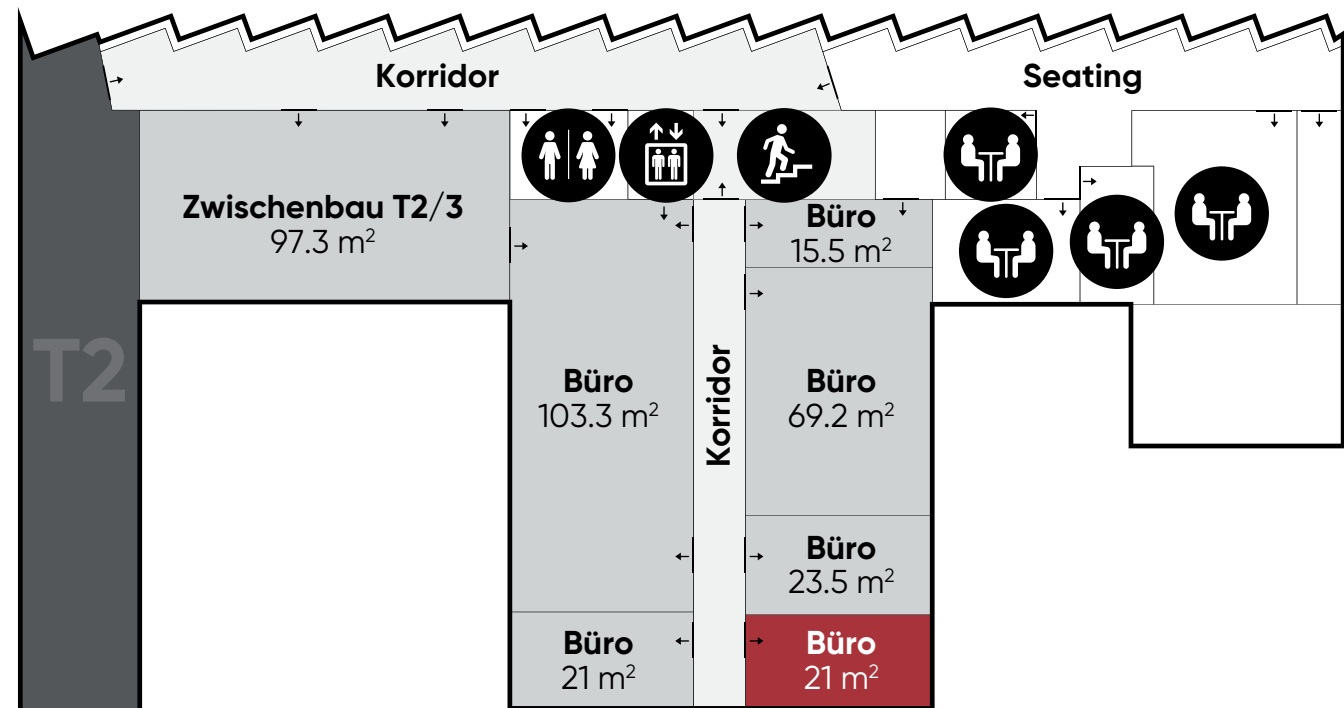 Korridor
Seating
Zwischenbau T2/3
97.3 m²
Büro
15.5 m²
T2
Büro
103.3 m²
Korridor
Büro
69.2 m²
Büro
23.5 m²
Büro
21 m²
Büro
21 m²